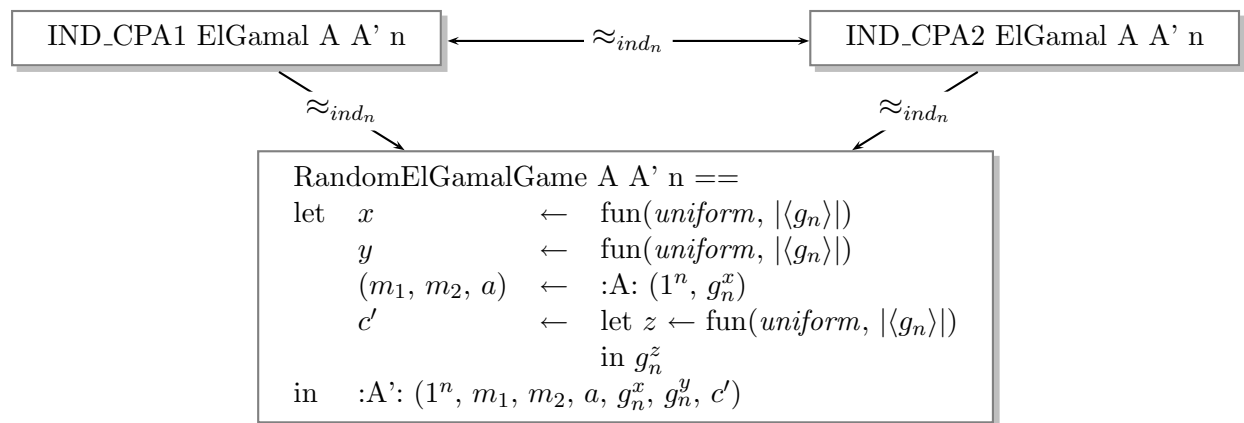 IND_CPA1 ElGamal A A' n ≈_{ind_n} IND_CPA2 ElGamal A A' n
≈_{ind_n} ≈_{ind_n}
RandomElGamalGame A A' n ==
let x ← fun(uniform, |⟨g_n⟩|)
y ← fun(uniform, |⟨g_n⟩|)
(m_1, m_2, a) ← :A: (1^n, g_n^x)
c′ ← let z ← fun(uniform, |⟨g_n⟩|)
in g_n^z
in :A': (1^n, m_1, m_2, a, g_n^x, g_n^y, c′)